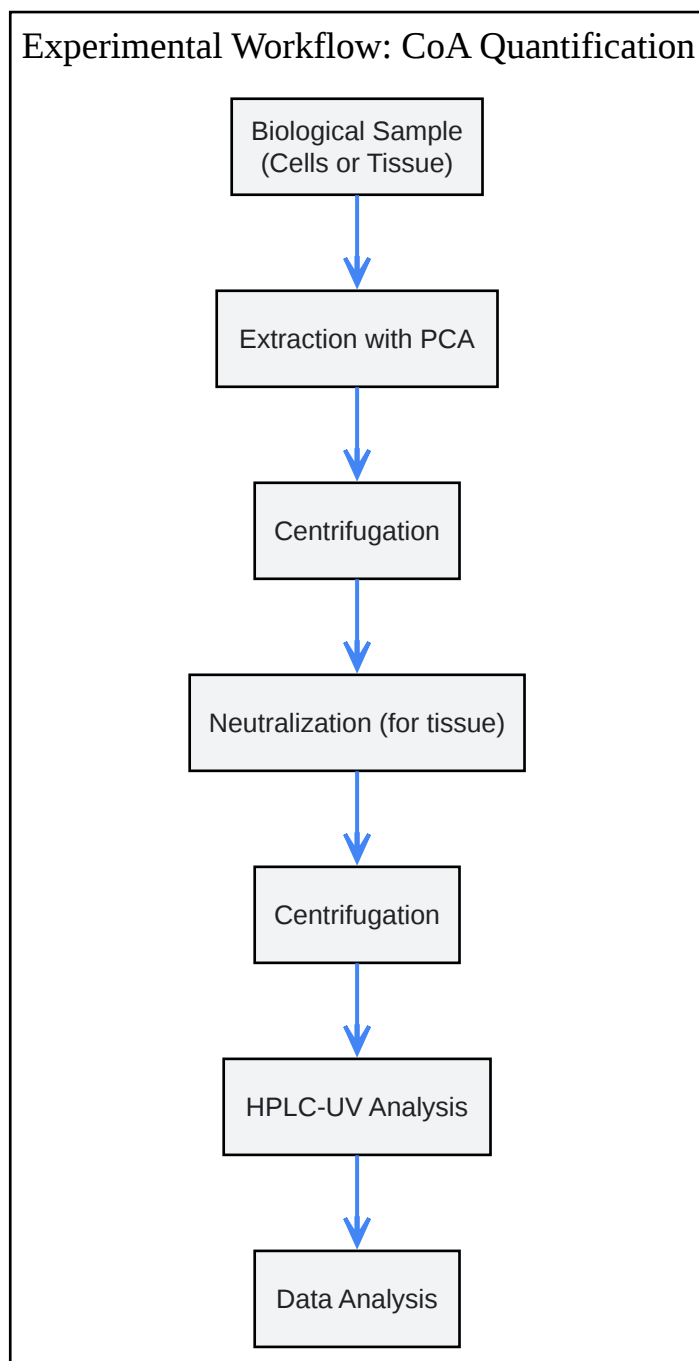 Experimental Workflow: CoA Quantification
Biological Sample
(Cells or Tissue)
Extraction with PCA
Centrifugation
Neutralization (for tissue)
Centrifugation
HPLC-UV Analysis
Data Analysis